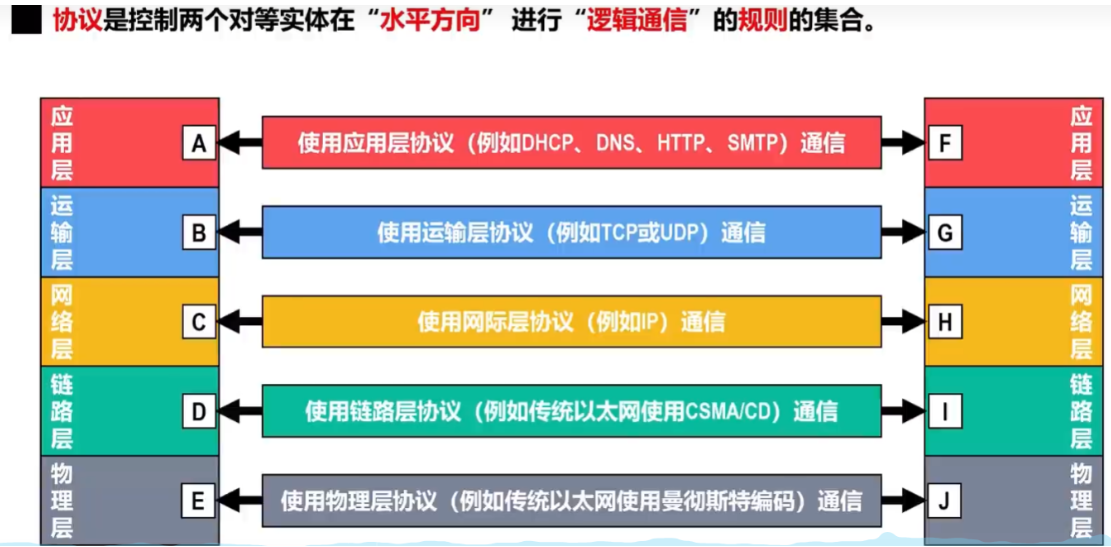 协议是控制两个对等实体在“水平方向” 进行“逻辑通信”的规则的集合。
应用层
A
使用应用层协议（例如DHCP、DNS、HTTP、SMTP）通信
F
应用层
运输层
B
使用运输层协议（例如TCP或UDP）通信
G
运输层
网络层
C
使用网际层协议（例如IP）通信
H
网络层
链路层
D
使用链路层协议（例如传统以太网使用CSMA/CD）通信
I
链路层
物理层
E
使用物理层协议（例如传统以太网使用曼彻斯特编码）通信
J
物理层